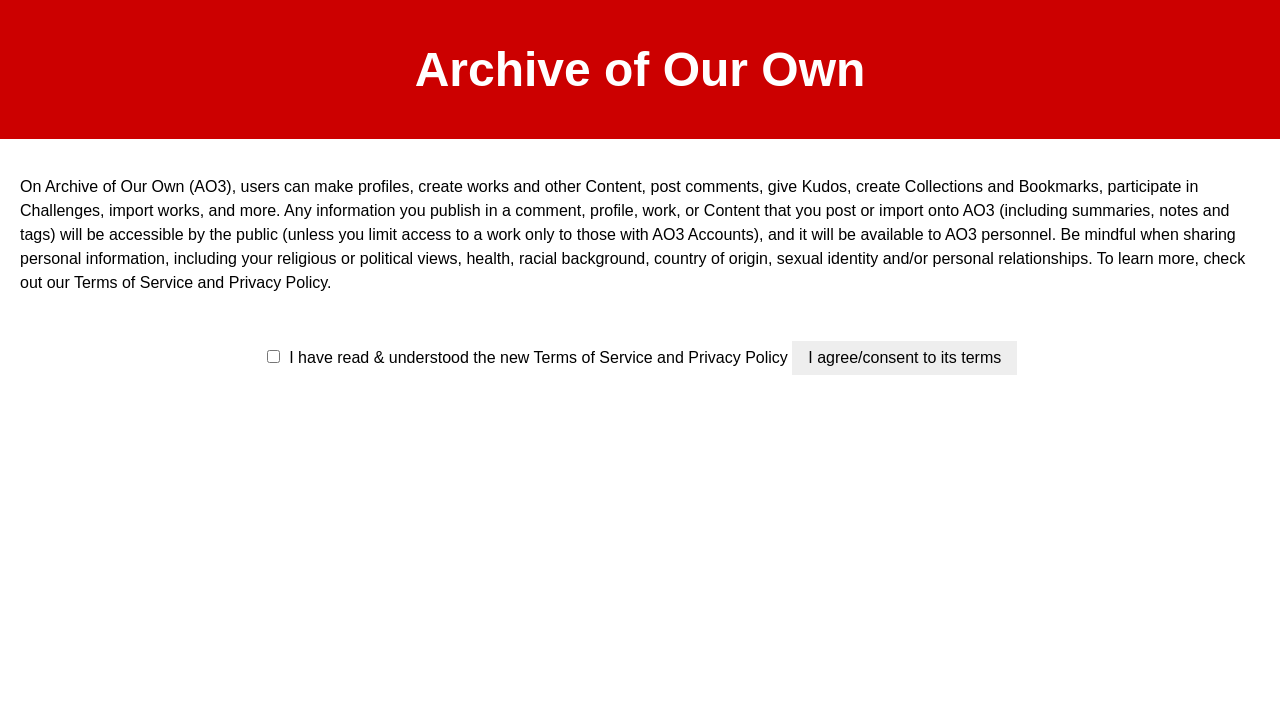 Archive of Our Own
On Archive of Our Own (AO3), users can make profiles, create works and other Content, post comments, give Kudos, create Collections and Bookmarks, participate in
Challenges, import works, and more. Any information you publish in a comment, profile, work, or Content that you post or import onto AO3 (including summaries, notes and
tags) will be accessible by the public (unless you limit access to a work only to those with AO3 Accounts), and it will be available to AO3 personnel. Be mindful when sharing
personal information, including your religious or political views, health, racial background, country of origin, sexual identity and/or personal relationships. To learn more, check
out our Terms of Service and Privacy Policy.
I have read & understood the new Terms of Service and Privacy Policy I agree/consent to its terms